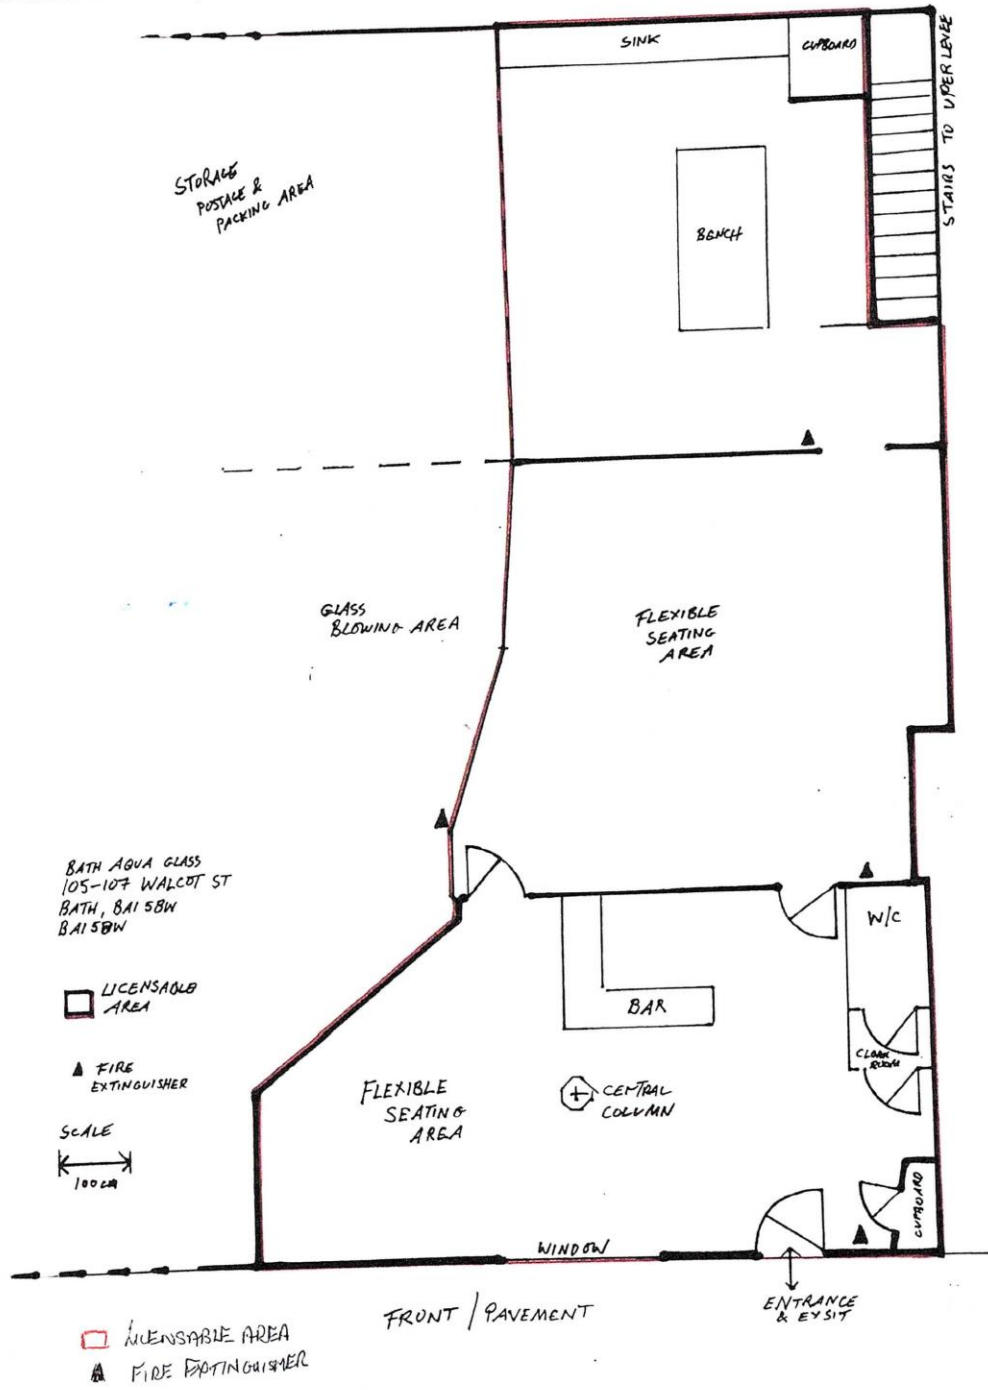 SINK
CUPBOARD
STAIRS TO UPER LEVEL
STORAGE
POSTAGE &
PACKING AREA
BENCH
GLASS
BLOWING AREA
FLEXIBLE
SEATING
AREA
BATH AQUA GLASS
105-107 WALCOT ST
BATH, BA1 5BW
BA1 5BW
W/C
LICENSABLE
AREA
BAR
CLOAK
ROOM
FIRE
EXTINGUISHER
FLEXIBLE
SEATING
AREA
CENTRAL
COLUMN
SCALE
100CM
CUPBOARD
WINDOW
FRONT / PAVEMENT
ENTRANCE
& EXSIT
LICENSABLE AREA
FIRE EXTINGUISHER